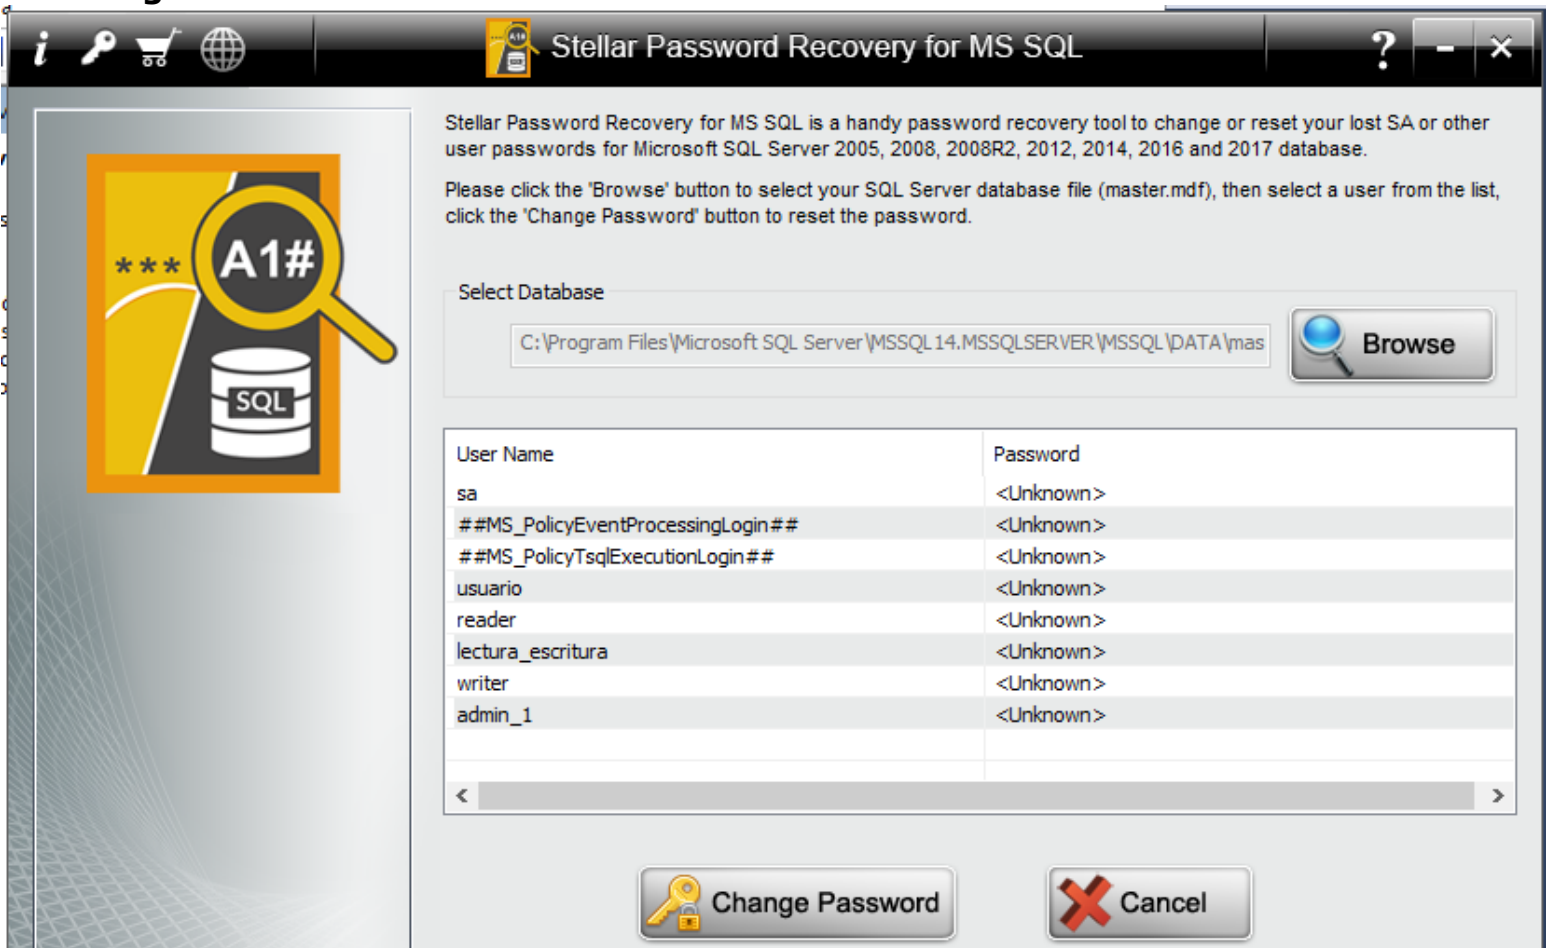 Stellar Password Recovery for MS SQL
Stellar Password Recovery for MS SQL is a handy password recovery tool to change or reset your lost SA or other
user passwords for Microsoft SQL Server 2005, 2008, 2008R2, 2012, 2014, 2016 and 2017 database.
Please click the 'Browse' button to select your SQL Server database file (master.mdf), then select a user from the list,
click the 'Change Password' button to reset the password.
*** A1#
SQL
Select Database
C:\Program Files\Microsoft SQL Server\MSSQL14.MSSQLSERVER\MSSQL\DATA\mas
Browse
User Name Password
sa <Unknown>
##MS_PolicyEventProcessingLogin## <Unknown>
##MS_PolicyTsqlExecutionLogin## <Unknown>
usuario <Unknown>
reader <Unknown>
lectura_escritura <Unknown>
writer <Unknown>
admin_1 <Unknown>
Change Password Cancel